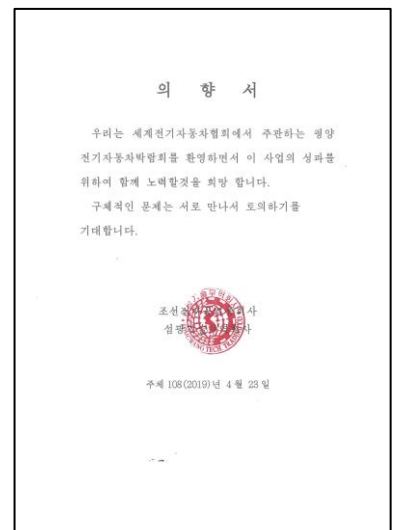 의 향 서
우리는 세계전기자동차협회에서 주관하는 평양
전기자동차박람회를 환영하면서 이 사업의 성과를
위하여 함께 노력할것을 희망 합니다.
구체적인 문제는 서로 만나서 토의하기를
기대합니다.
조선
주체 108(2019)년 4월 23일